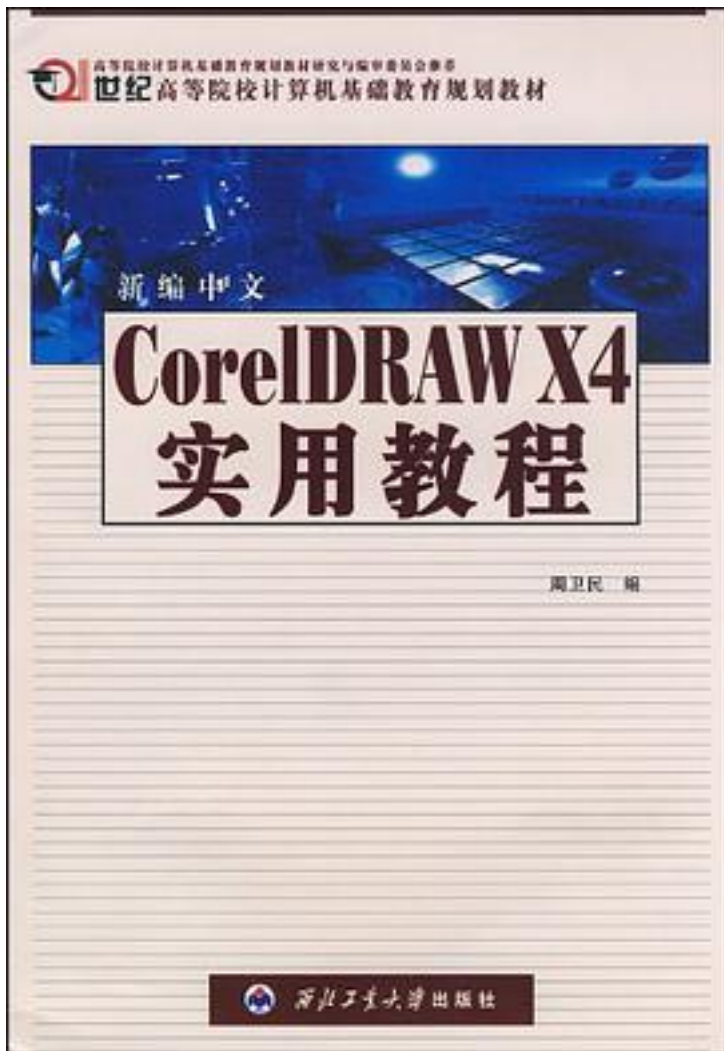 高等院校计算机基础教育规划教材研究与编审委员会推荐
21世纪高等院校计算机基础教育规划教材
新编中文
CorelDRAW X4
实用教程
周卫民 编
西北工业大学出版社